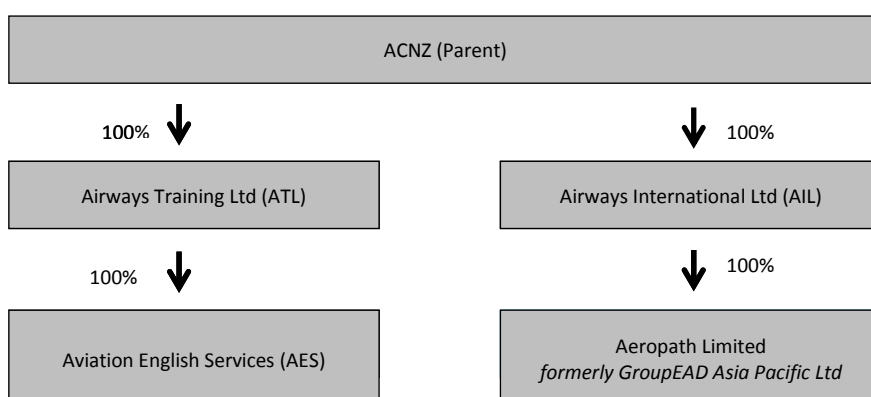 ACNZ (Parent)
100%
100%
Airways Training Ltd (ATL)
Airways International Ltd (AIL)
100%
100%
Aviation English Services (AES)
Aeropath Limited
formerly GroupEAD Asia Pacific Ltd